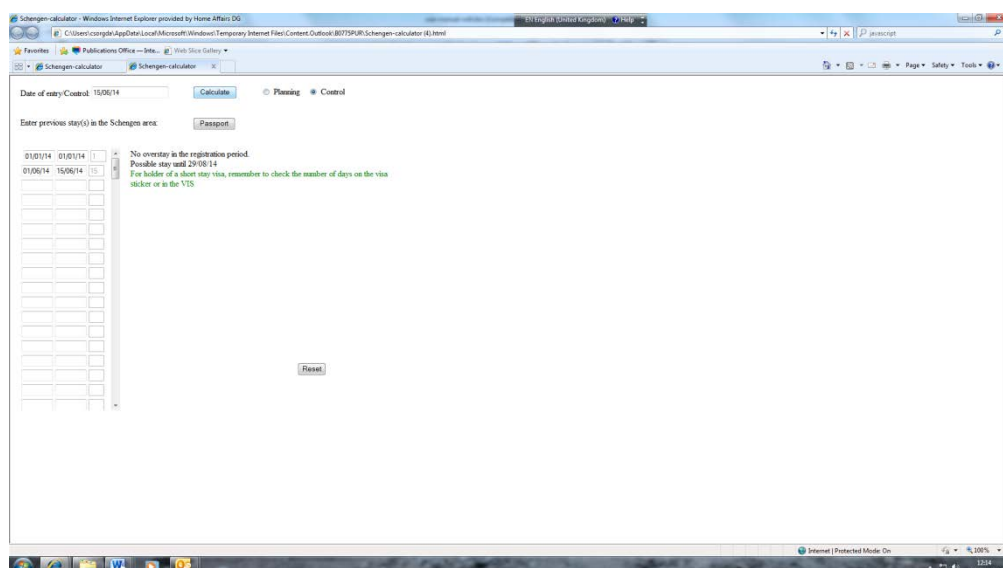 Schengen-calculator - Windows Internet Explorer provided by Home Affairs DG
EN English (United Kingdom) Help
C:\Users\csorgda\AppData\Local\Microsoft\Windows\Temporary Internet Files\Content.Outlook\B0775PUR\Schengen-calculator (4).html
javascript
Favorites Publications Office — Inte... Web Slice Gallery
Schengen-calculator Schengen-calculator X Page Safety Tools
Date of entry/Control: 15/06/14 Calculate Planning Control
Enter previous stay(s) in the Schengen area: Passport
01/01/14 01/01/14 1 No overstay in the registration period.
Possible stay until 29/08/14
01/06/14 15/06/14 15 For holder of a short stay visa, remember to check the number of days on the visa
sticker or in the VIS
Reset
Internet | Protected Mode: On 100%
12:14